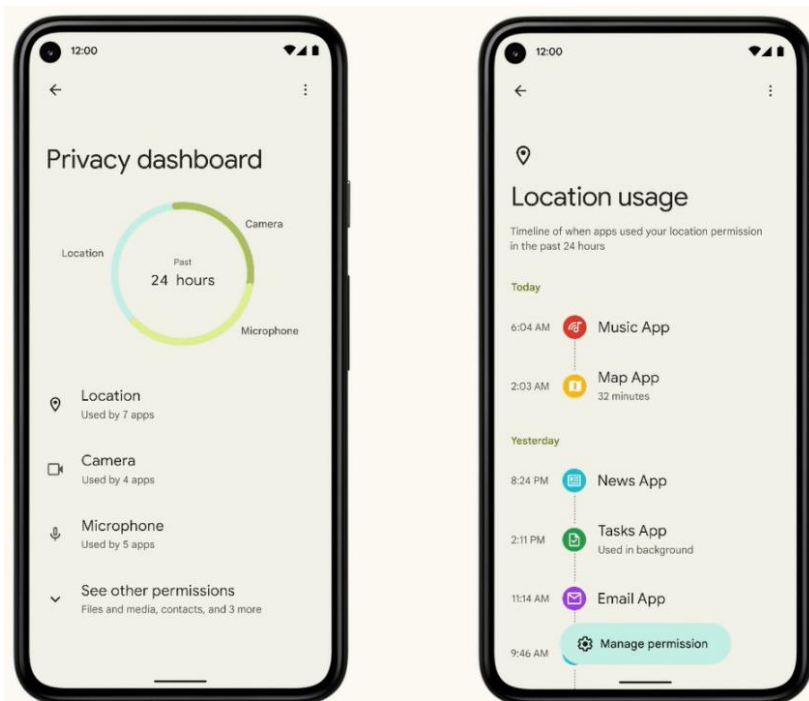 12:00
Privacy dashboard
Camera
Location
Past
24 hours
Microphone
Location
Used by 7 apps
Camera
Used by 4 apps
Microphone
Used by 5 apps
See other permissions
Files and media, contacts, and 3 more
12:00
Location usage
Timeline of when apps used your location permission
in the past 24 hours
Today
6:04 AM Music App
2:03 AM Map App
32 minutes
Yesterday
8:24 PM News App
2:11 PM Tasks App
Used in background
11:14 AM Email App
9:46 AM
Manage permission